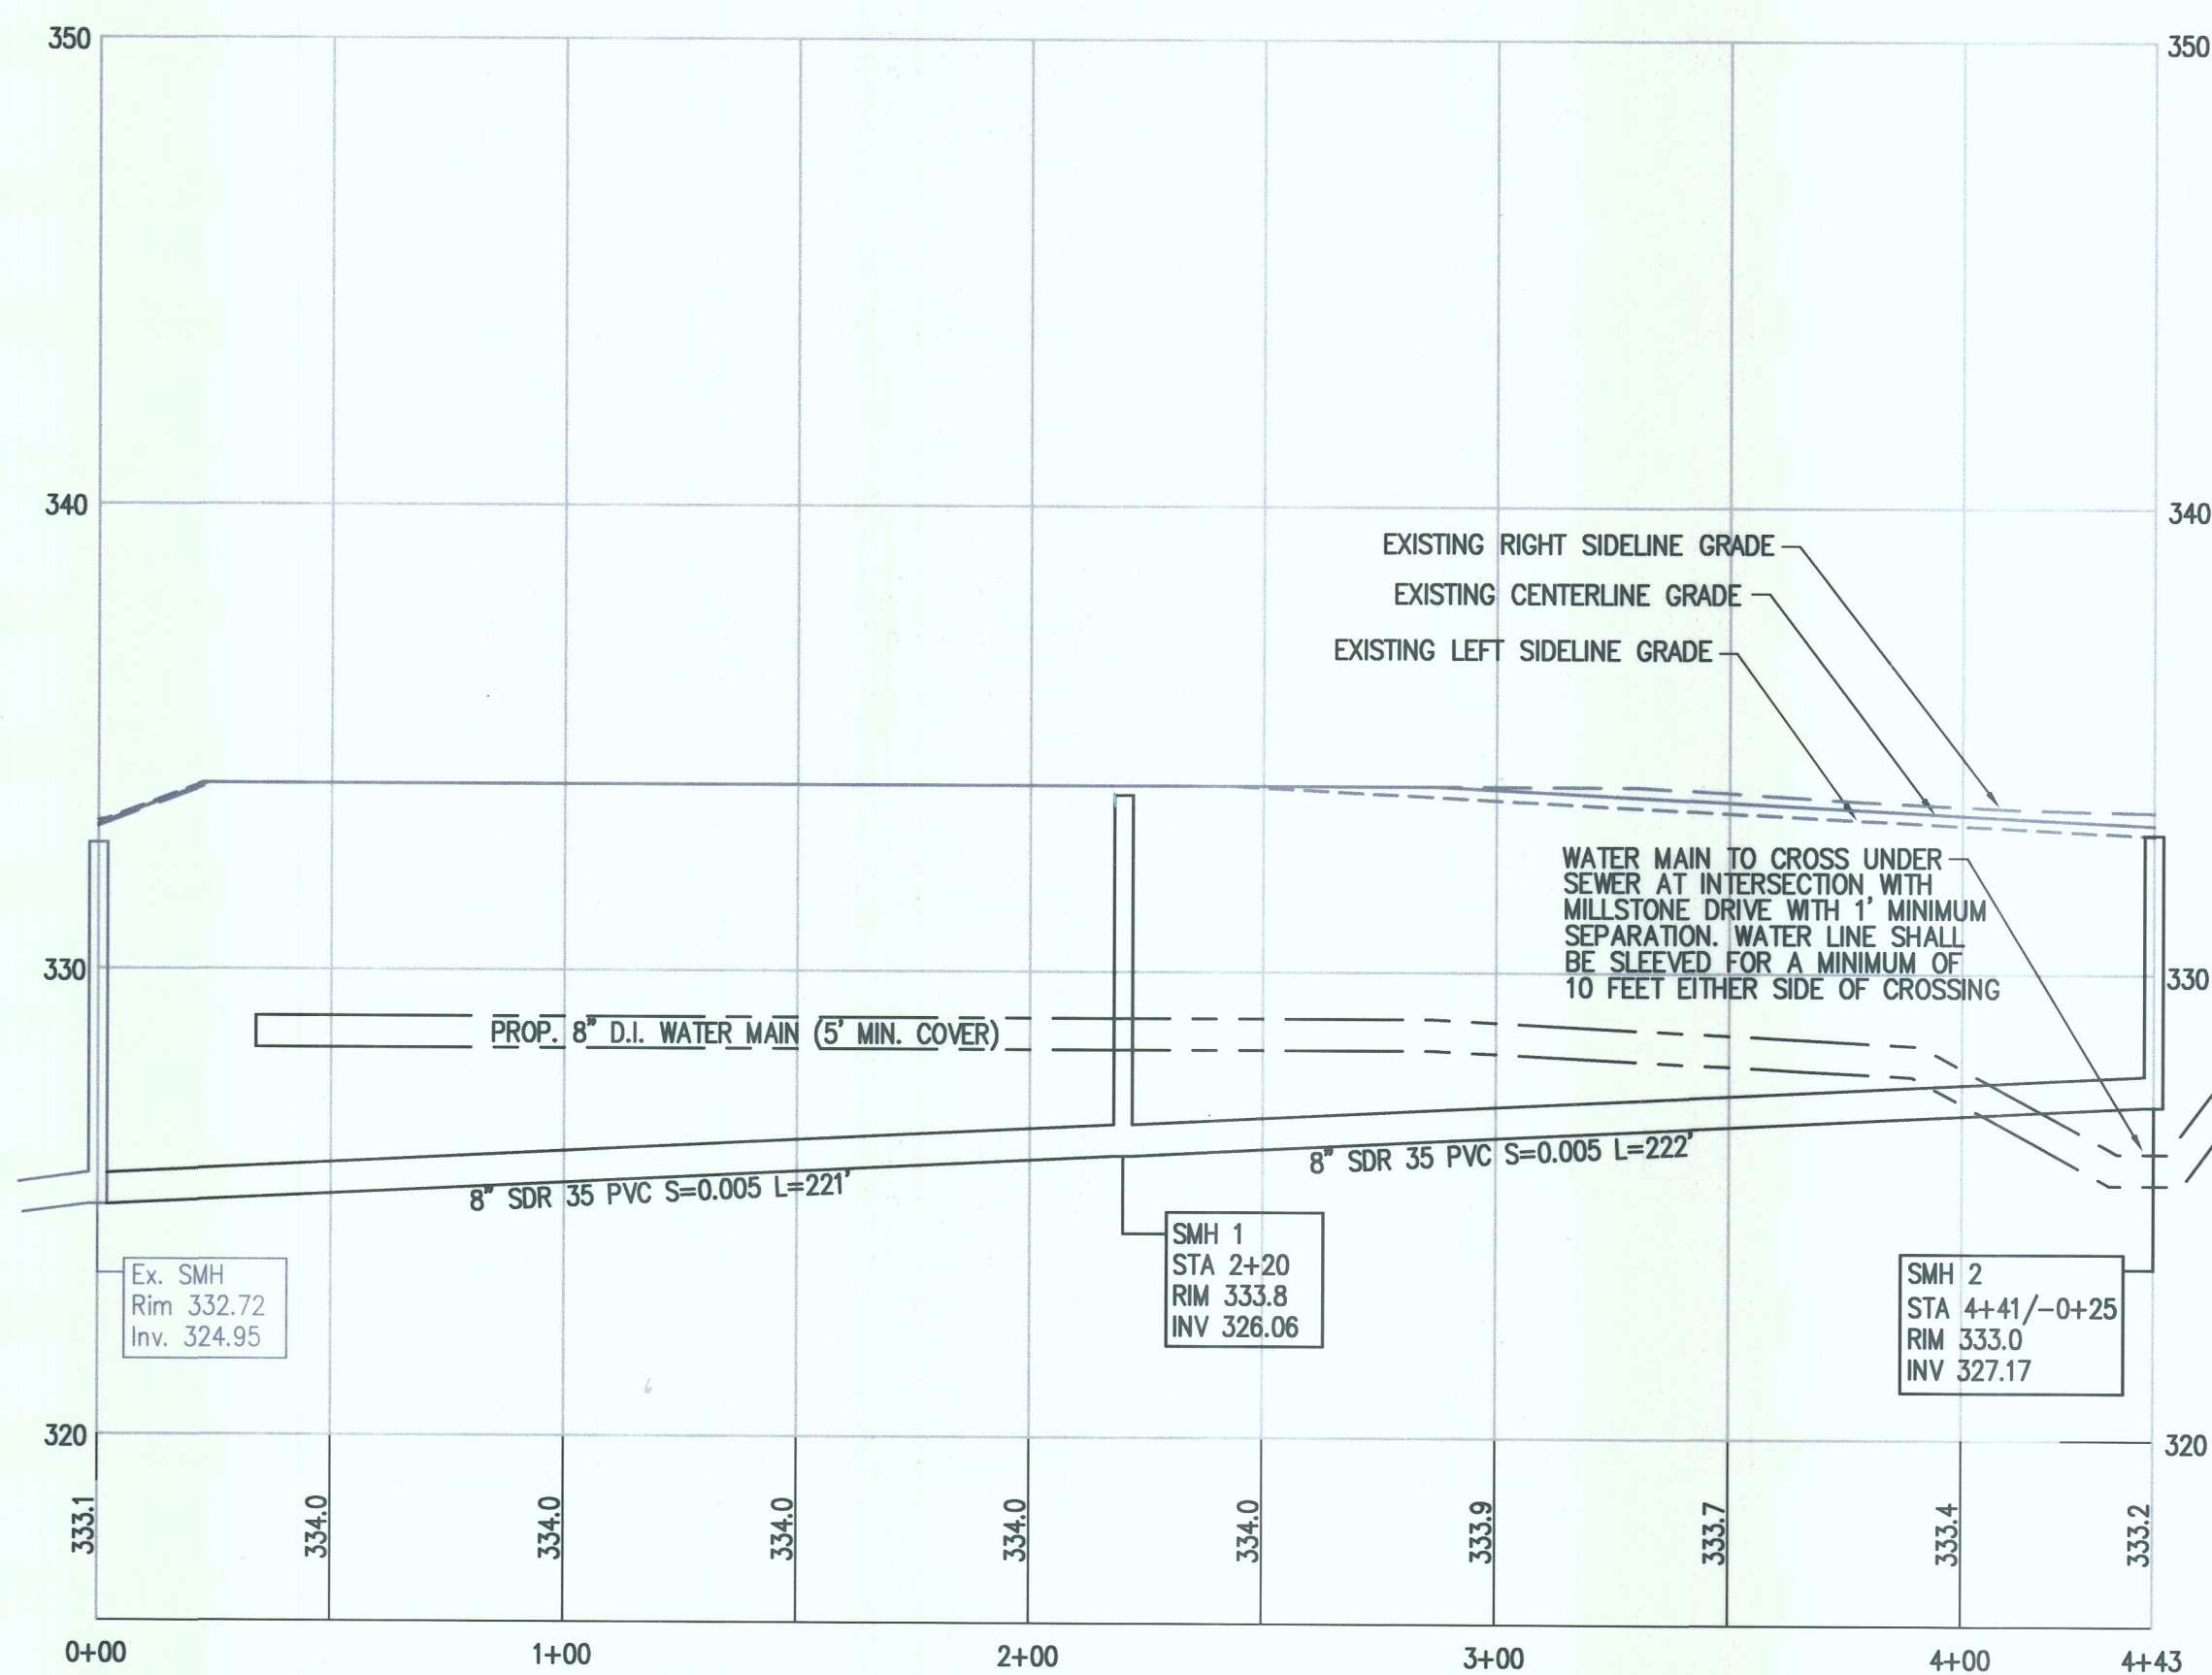 350
350
340
340
EXISTING RIGHT SIDELINE GRADE
EXISTING CENTERLINE GRADE
EXISTING LEFT SIDELINE GRADE
WATER MAIN TO CROSS UNDER
SEWER AT INTERSECTION WITH
MILLSTONE DRIVE WITH 1' MINIMUM
SEPARATION. WATER LINE SHALL
BE SLEEVED FOR A MINIMUM OF
10 FEET EITHER SIDE OF CROSSING
330
330
PROP. 8" D.I. WATER MAIN (5' MIN. COVER)
8" SDR 35 PVC S=0.005 L=221'
8" SDR 35 PVC S=0.005 L=222'
Ex. SMH
Rim 332.72
Inv. 324.95
SMH 1
STA 2+20
RIM 333.8
INV 326.06
SMH 2
STA 4+41/-0+25
RIM 333.0
INV 327.17
320
320
333.1
334.0
334.0
334.0
334.0
334.0
333.9
333.7
333.4
333.2
0+00
1+00
2+00
3+00
4+00
4+43